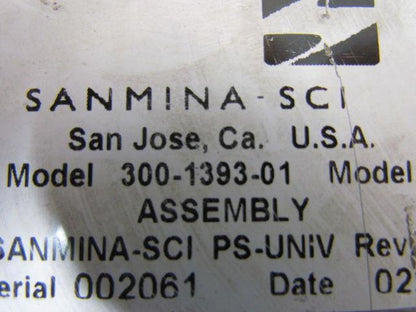 SANMINA-SCI
San Jose, Ca. U.S.A.
Model 300-1393-01 Model
ASSEMBLY
SANMINA-SCI PS-UNIV Rev
erial 002061 Date 02